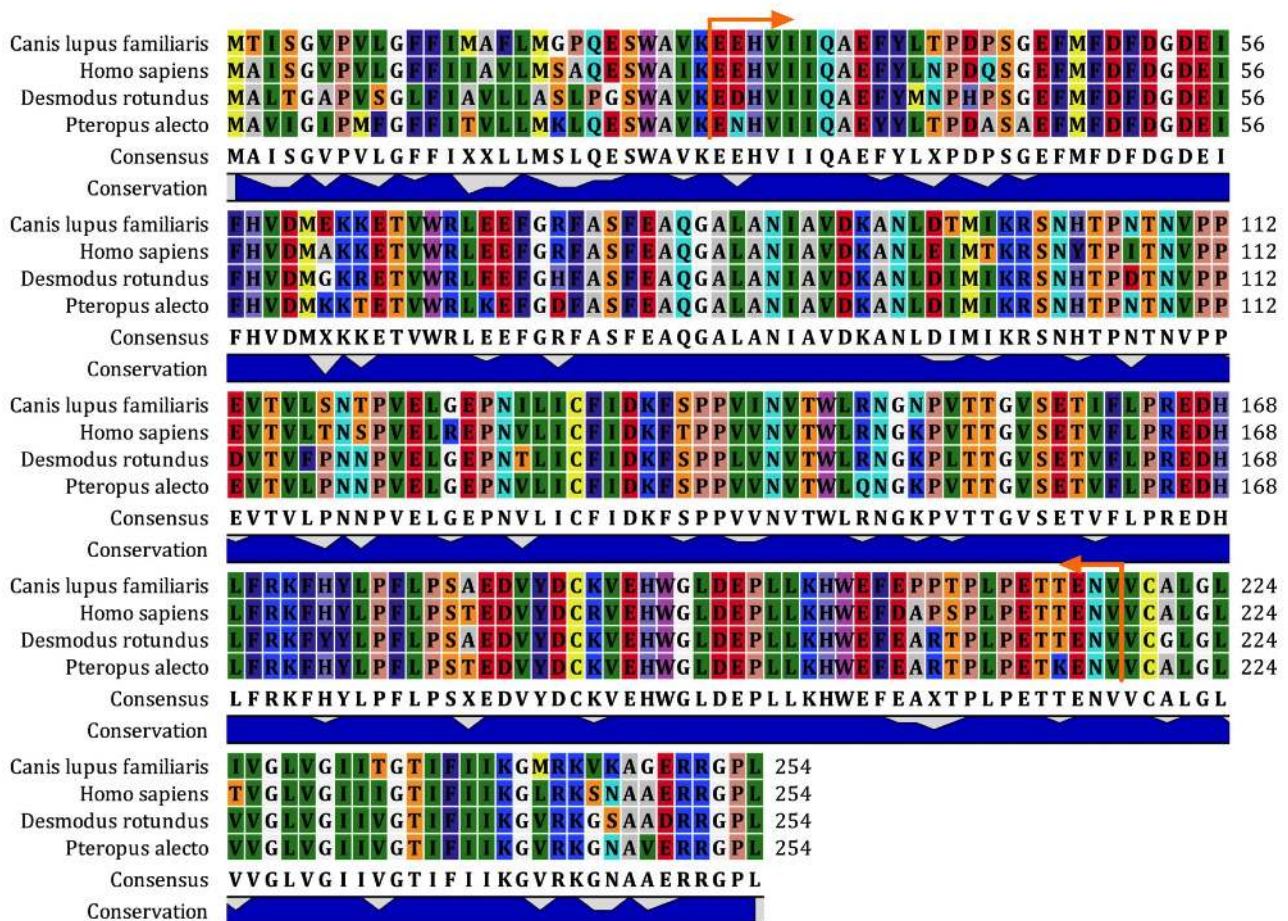 Canis lupus familiaris MTISGVPVLGFFIMAFLMGPQESWAVKEEHVIIQAEFYLTPDPSGEFMFDFDGDEI 56
Homo sapiens MAISGVPVLGFFIIAVLMSAQESWAIKEEHVIIQAEFYLNPDQSGEFMFDFDGDEI 56
Desmodus rotundus MALTGAPVSGLFIAVLLASLPGSWAVKEDHVIIQAEFYMNPHPSGEFMFDFDGDEI 56
Pteropus alecto MAVIGIPMFGFFITVLLMKLQESWAVKENHVIIQAEYYLTPDASAEFMFDFDGDEI 56
Consensus MAISGVPVLGFFIXXLLMSLQESWAVKEEHVIIQAEFYLXPDPSGEFMFDFDGDEI
Conservation
Canis lupus familiaris FHVDMEKKETVWRLEEFGRFASFEAQGALANIAVDKANLDTMIKRSNHTPNTNVPP 112
Homo sapiens FHVDMAKKETVWRLEEFGRFASFEAQGALANIAVDKANLEIMTKRSNYTPITNVPP 112
Desmodus rotundus FHVDMGKRETVWRLEEFGHFASFEAQGALANIAVDKANLDIMIKRSNHTPDTNVPP 112
Pteropus alecto FHVDMKKTETVWRLKEFGDFASFEAQGALANIAVDKANLDIMIKRSNHTPNTNVPP 112
Consensus FHVDMXKKETVWRLEEFGRFASFEAQGALANIAVDKANLDIMIKRSNHTPNTNVPP
Conservation
Canis lupus familiaris EVTVLSNTPVELGEPNILICFIDKFSPPVINVTWLRNGNPVTTGVSETIFLPREDH 168
Homo sapiens EVTVLTNSPVELREPNVLICFIDKFTPPVVNVTWLRNGKPVTTGVSETVFLPREDH 168
Desmodus rotundus DVTVFPNNPVELGEPNTLICFIDKFSPPLVNVTWLRNGKPLTTGVSETVFLPREDH 168
Pteropus alecto EVTVLPNNPVELGEPNVLICFIDKFSPPVVNVTWLQNGKPVTTGVSETVFLPREDH 168
Consensus EVTVLPNNPVELGEPNVLICFIDKFSPPVVNVTWLRNGKPVTTGVSETVFLPREDH
Conservation
Canis lupus familiaris LFRKFHYLPFLPSAEDVYDCKVEHWGLDEPLLKHWEFEPPTPLPETTENVVCALGL 224
Homo sapiens LFRKFHYLPFLPSTEDVYDCRVEHWGLDEPLLKHWEFDAPSPLPETTENVVCALGL 224
Desmodus rotundus LFRKFYYLPFLPSAEDVYDCKVEHWGLDEPLLKHWEFEARTPLPETTENVVCGLGL 224
Pteropus alecto LFRKFHYLPFLPSTEDVYDCKVEHWGLDEPLLKHWEFEARTPLPETKENVVCALGL 224
Consensus LFRKFHYLPFLPSXEDVYDCKVEHWGLDEPLLKHWEFEAXTPLPETTENVVCALGL
Conservation
Canis lupus familiaris IVGLVGIITGTIFIIKGMRKVKAGERRGPL 254
Homo sapiens TVGLVGIIIGTIFIIKGLRKSNAAERRGPL 254
Desmodus rotundus VVGLVGIIVGTIFIIKGVRKGSAADRRGPL 254
Pteropus alecto VVGLVGIIVGTIFIIKGVRKGNAVERRGPL 254
Consensus VVGLVGIIVGTIFIIKGVRKGNAAERRGPL
Conservation